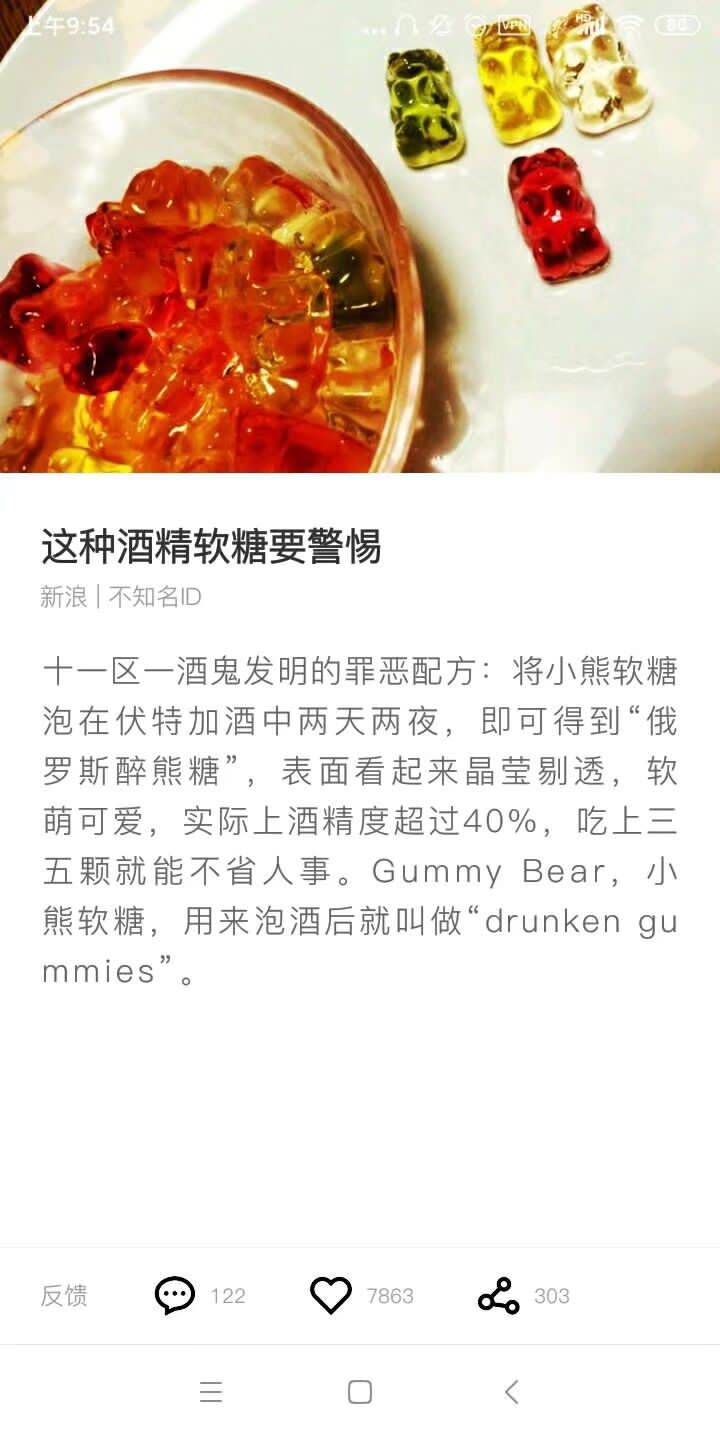 上午9:54
VPN
HD
80
这种酒精软糖要警惕
新浪 | 不知名ID
十一区一酒鬼发明的罪恶配方：将小熊软糖
泡在伏特加酒中两天两夜，即可得到“俄
罗斯醉熊糖”，表面看起来晶莹剔透，软
萌可爱，实际上酒精度超过40%，吃上三
五颗就能不省人事。Gummy Bear，小
熊软糖，用来泡酒后就叫做“drunken gu
mmies”。
反馈
122
7863
303